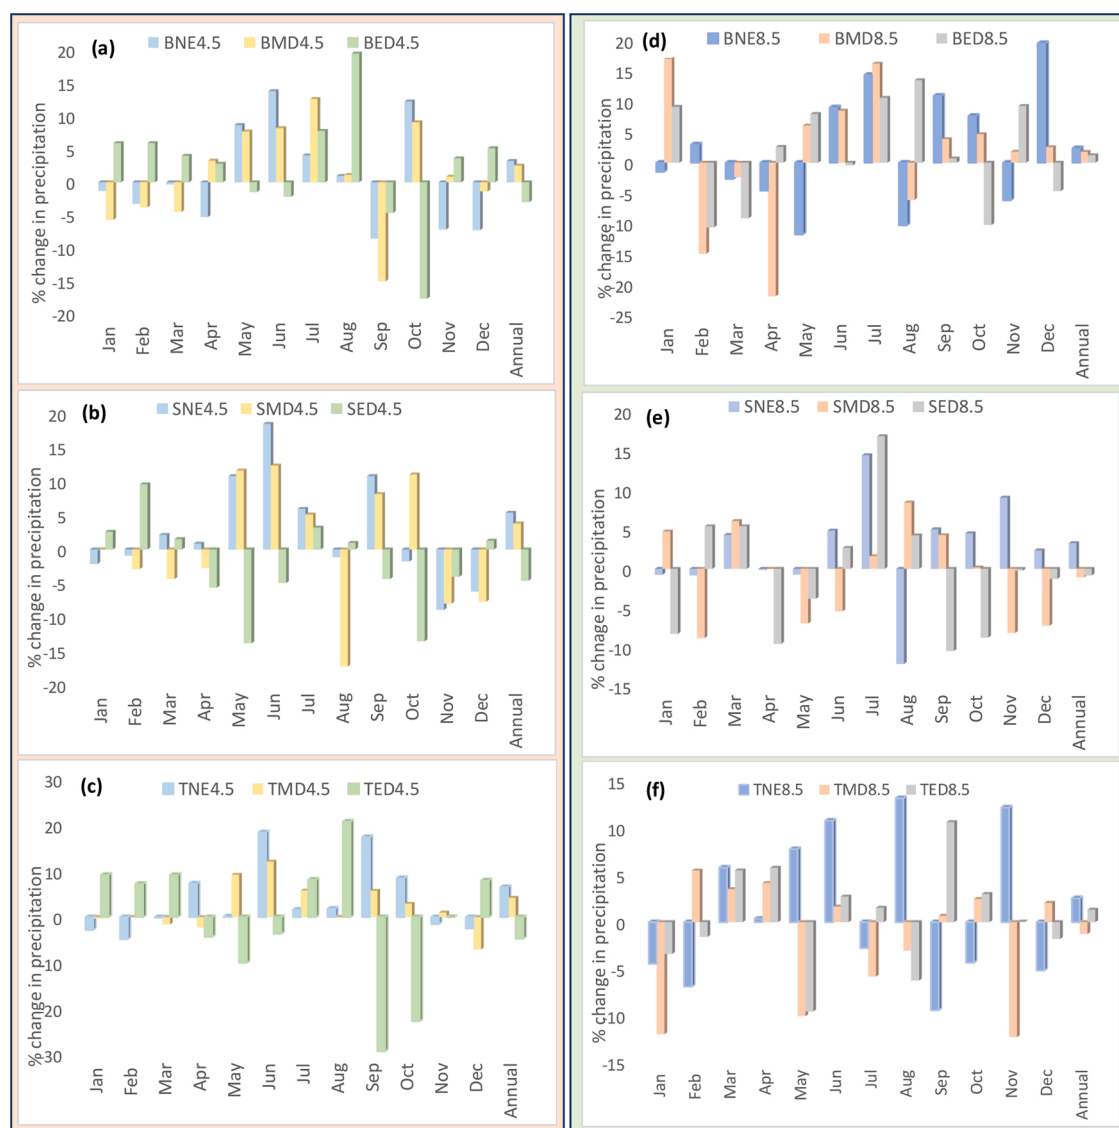 (a)
BNE4.5 BMD4.5 BED4.5
% change in precipitation
20
15
10
5
0
-5
-10
-15
-20
Jan Feb Mar Apr May Jun Jul Aug Sep Oct Nov Dec Annual
(b)
SNE4.5 SMD4.5 SED4.5
% change in precipitation
20
15
10
5
0
-5
-10
-15
-20
Jan Feb Mar Apr May Jun Jul Aug Sep Oct Nov Dec Annual
(c)
TNE4.5 TMD4.5 TED4.5
% change in precipitation
30
20
10
0
-10
-20
-30
Jan Feb Mar Apr May Jun Jul Aug Sep Oct Nov Dec Annual
(d)
BNE8.5 BMD8.5 BED8.5
% change in precipitation
20
15
10
5
0
-5
-10
-15
-20
-25
Jan Feb Mar Apr May Jun Jul Aug Sep Oct Nov Dec Annual
(e)
SNE8.5 SMD8.5 SED8.5
% chnage in precipitation
20
15
10
5
0
-5
-10
-15
Jan Feb Mar Apr May Jun Jul Aug Sep Oct Nov Dec Annual
(f)
TNE8.5 TMD8.5 TED8.5
% change in precipitation
15
10
5
0
-5
-10
-15
Jan Feb Mar Apr May Jun Jul Aug Sep Oct Nov Dec Annual